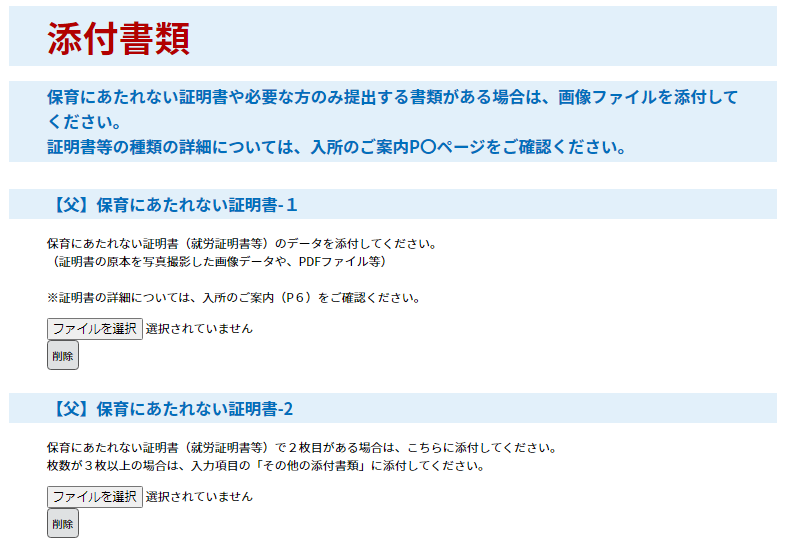 添付書類
保育にあたれない証明書や必要な方のみ提出する書類がある場合は、画像ファイルを添付して
ください。
証明書等の種類の詳細については、入所のご案内P〇ページをご確認ください。
【父】保育にあたれない証明書-１
保育にあたれない証明書（就労証明書等）のデータを添付してください。
（証明書の原本を写真撮影した画像データや、PDFファイル等）
※証明書の詳細については、入所のご案内（P６）をご確認ください。
ファイルを選択 選択されていません
削除
【父】保育にあたれない証明書-2
保育にあたれない証明書（就労証明書等）で２枚目がある場合は、こちらに添付してください。
枚数が３枚以上の場合は、入力項目の「その他の添付書類」に添付してください。
ファイルを選択 選択されていません
削除